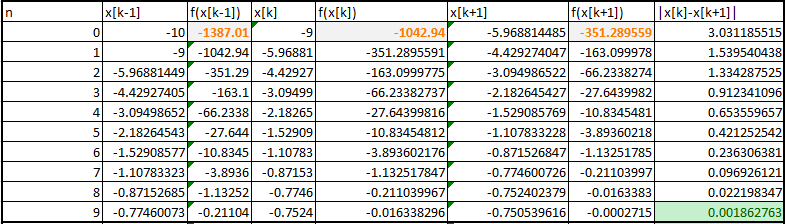 n x[k-1] f(x[k-1]) x[k] f(x[k]) x[k+1] f(x[k+1]) |x[k]-x[k+1]|
0 -10 -1387.01 -9 -1042.94 -5.968814485 -351.289559 3.031185515
1 -9 -1042.94 -5.96881 -351.2895591 -4.429274047 -163.099978 1.539540438
2 -5.96881449 -351.29 -4.42927 -163.0999775 -3.094986522 -66.2338274 1.334287525
3 -4.42927405 -163.1 -3.09499 -66.23382737 -2.182645427 -27.6439982 0.912341096
4 -3.09498652 -66.2338 -2.18265 -27.64399816 -1.529085769 -10.8345481 0.653559657
5 -2.18264543 -27.644 -1.52909 -10.83454812 -1.107833228 -3.89360218 0.421252542
6 -1.52908577 -10.8345 -1.10783 -3.893602176 -0.871526847 -1.13251785 0.236306381
7 -1.10783323 -3.8936 -0.87153 -1.132517847 -0.774600726 -0.21103997 0.096926121
8 -0.87152685 -1.13252 -0.7746 -0.211039967 -0.752402379 -0.0163383 0.022198347
9 -0.77460073 -0.21104 -0.7524 -0.016338296 -0.750539616 -0.0002715 0.001862763